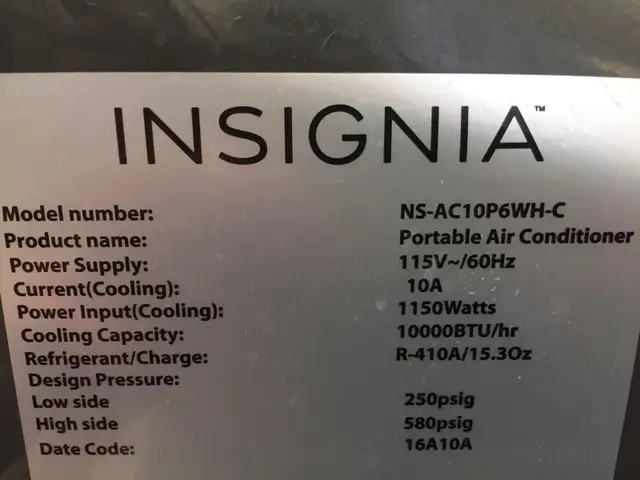 INSIGNIA™
Model number: NS-AC10P6WH-C
Product name: Portable Air Conditioner
Power Supply: 115V~/60Hz
Current(Cooling): 10A
Power Input(Cooling): 1150Watts
Cooling Capacity: 10000BTU/hr
Refrigerant/Charge: R-410A/15.3Oz
Design Pressure:
Low side 250psig
High side 580psig
Date Code: 16A10A